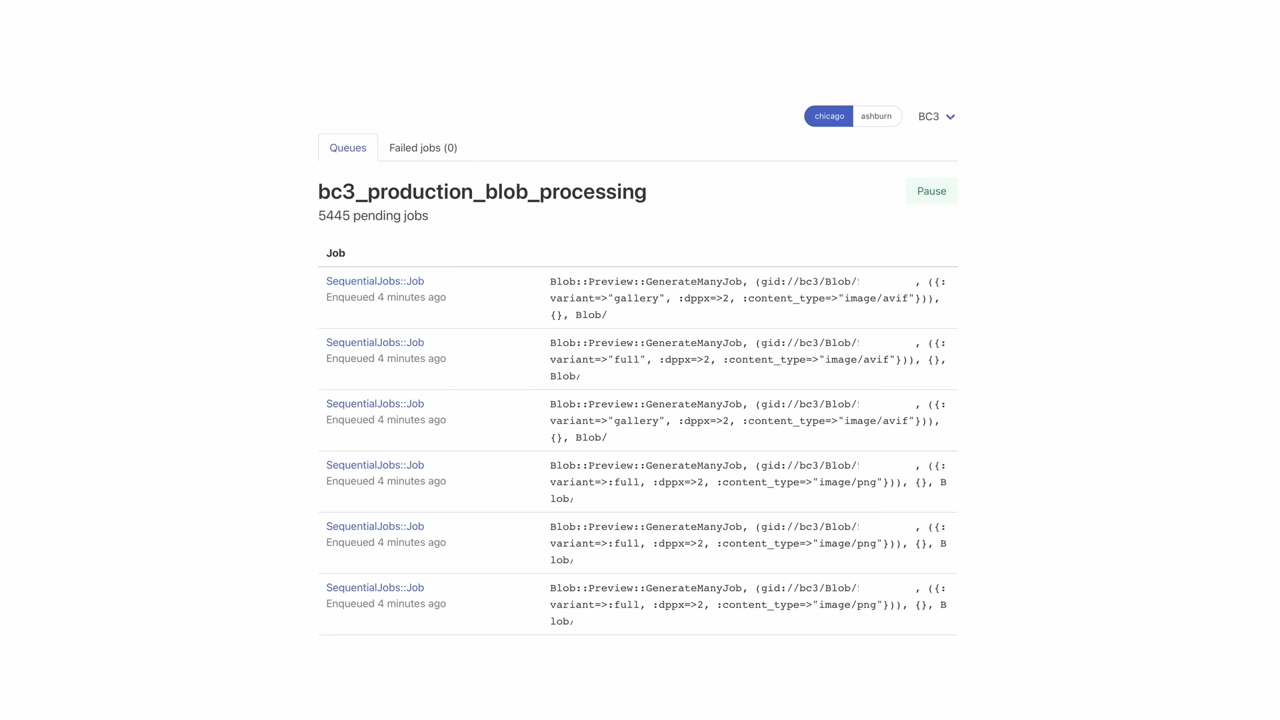 chicago ashburn BC3
Queues Failed jobs (0)
bc3_production_blob_processing
Pause
5445 pending jobs
Job
SequentialJobs::Job
Enqueued 4 minutes ago
Blob::Preview::GenerateManyJob, (gid://bc3/Blob/ , ({:
variant=>"gallery", :dppx=>2, :content_type=>"image/avif"})),
{}, Blob/
SequentialJobs::Job
Enqueued 4 minutes ago
Blob::Preview::GenerateManyJob, (gid://bc3/Blob/ , ({:
variant=>"full", :dppx=>2, :content_type=>"image/avif"})), {},
Blob/
SequentialJobs::Job
Enqueued 4 minutes ago
Blob::Preview::GenerateManyJob, (gid://bc3/Blob/ , ({:
variant=>"gallery", :dppx=>2, :content_type=>"image/avif"})),
{}, Blob/
SequentialJobs::Job
Enqueued 4 minutes ago
Blob::Preview::GenerateManyJob, (gid://bc3/Blob/ , ({:
variant=>:full, :dppx=>2, :content_type=>"image/png"})), {}, B
lob/
SequentialJobs::Job
Enqueued 4 minutes ago
Blob::Preview::GenerateManyJob, (gid://bc3/Blob/ , ({:
variant=>:full, :dppx=>2, :content_type=>"image/png"})), {}, B
lob/
SequentialJobs::Job
Enqueued 4 minutes ago
Blob::Preview::GenerateManyJob, (gid://bc3/Blob/ , ({:
variant=>:full, :dppx=>2, :content_type=>"image/png"})), {}, B
lob/